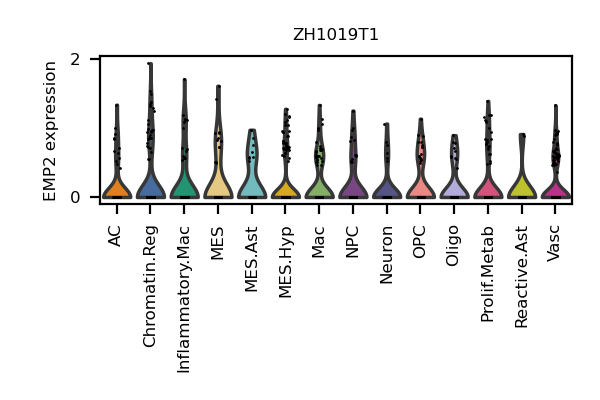 ZH1019T1
EMP2 expression
2
0
AC
Chromatin.Reg
Inflammatory.Mac
MES
MES.Ast
MES.Hyp
Mac
NPC
Neuron
OPC
Oligo
Prolif.Metab
Reactive.Ast
Vasc